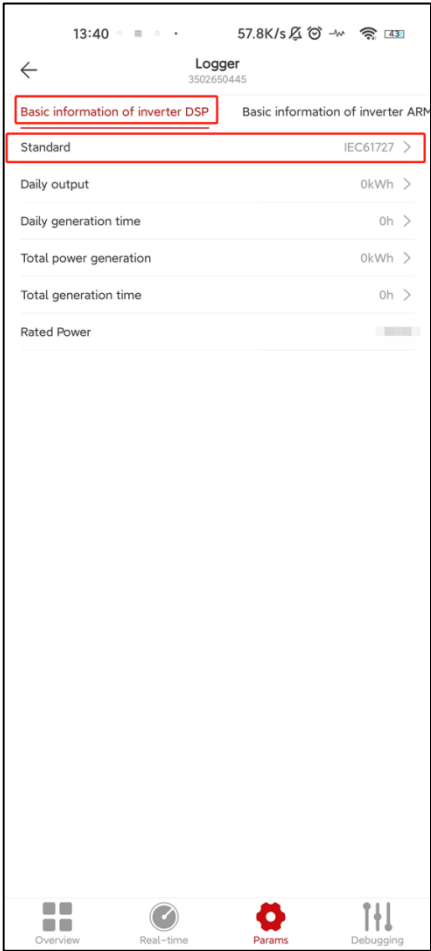 13:40 57.8K/s 43
Logger
3502650445
Basic information of inverter DSP Basic information of inverter ARM
Standard IEC61727
Daily output 0kWh
Daily generation time 0h
Total power generation 0kWh
Total generation time 0h
Rated Power
Overview Real-time Params Debugging